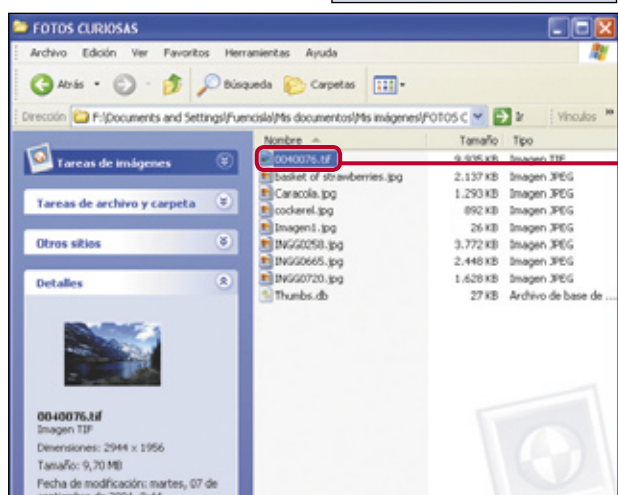 FOTOS CURIOSAS
Archivo Edición Ver Favoritos Herramientas Ayuda
Atrás Búsqueda Carpetas
Dirección F:\Documents and Settings\Fuencisla\Mis documentos\Mis imágenes\FOTOS C Ir Vínculos »
Nombre Tamaño Tipo
0040076.tif 9.935 KB Imagen TIF
basket of strawberries.jpg 2.137 KB Imagen JPEG
Caracola.jpg 1.293 KB Imagen JPEG
cockerel.jpg 892 KB Imagen JPEG
Imagen1.jpg 26 KB Imagen JPEG
INGG0258.jpg 3.772 KB Imagen JPEG
INGG0665.jpg 2.448 KB Imagen JPEG
INGG0720.jpg 1.628 KB Imagen JPEG
Thumbs.db 27 KB Archivo de base de ...
Tareas de imágenes
Tareas de archivo y carpeta
Otros sitios
Detalles
0040076.tif
Imagen TIF
Dimensiones: 2944 x 1956
Tamaño: 9,70 MB
Fecha de modificación: martes, 07 de